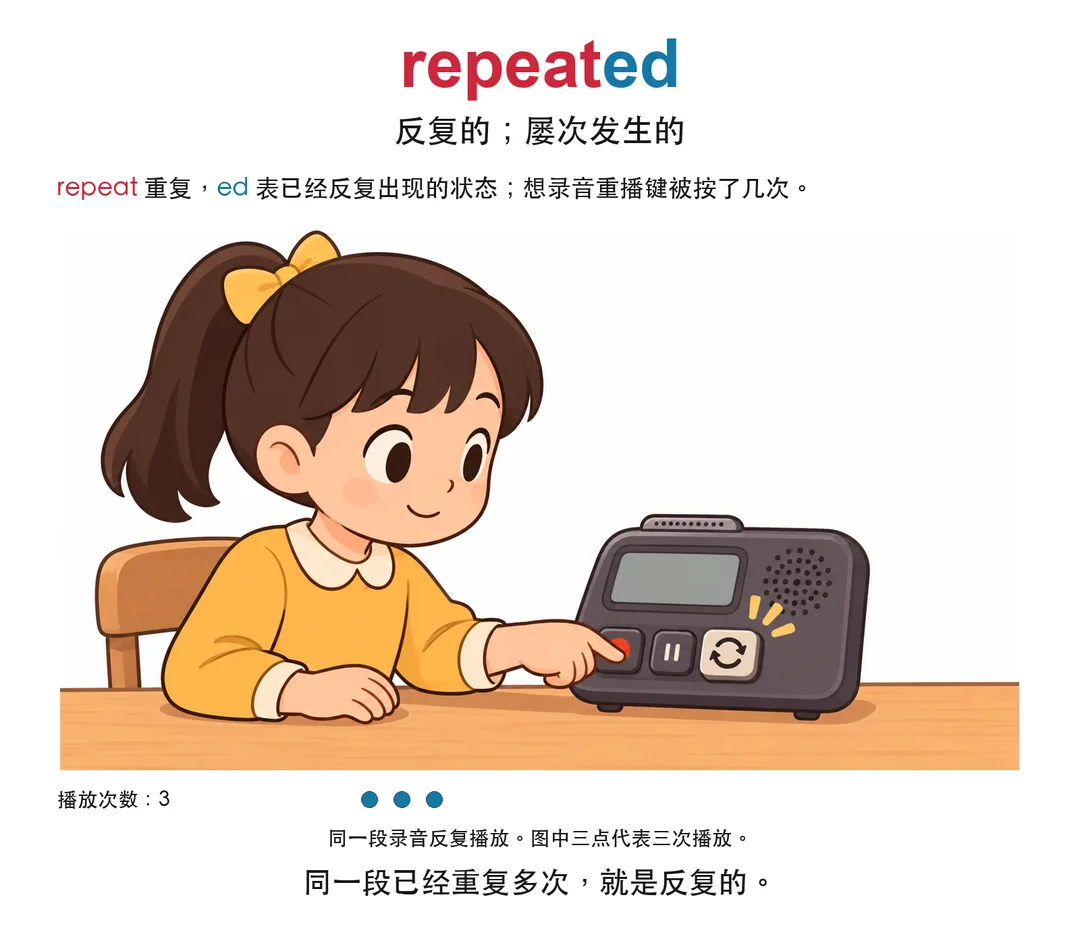 repeated
反复的；屡次发生的
repeat 重复，ed 表已经反复出现的状态；想录音重播键被按了几次。
播放次数：3
同一段录音反复播放。图中三点代表三次播放。
同一段已经重复多次，就是反复的。